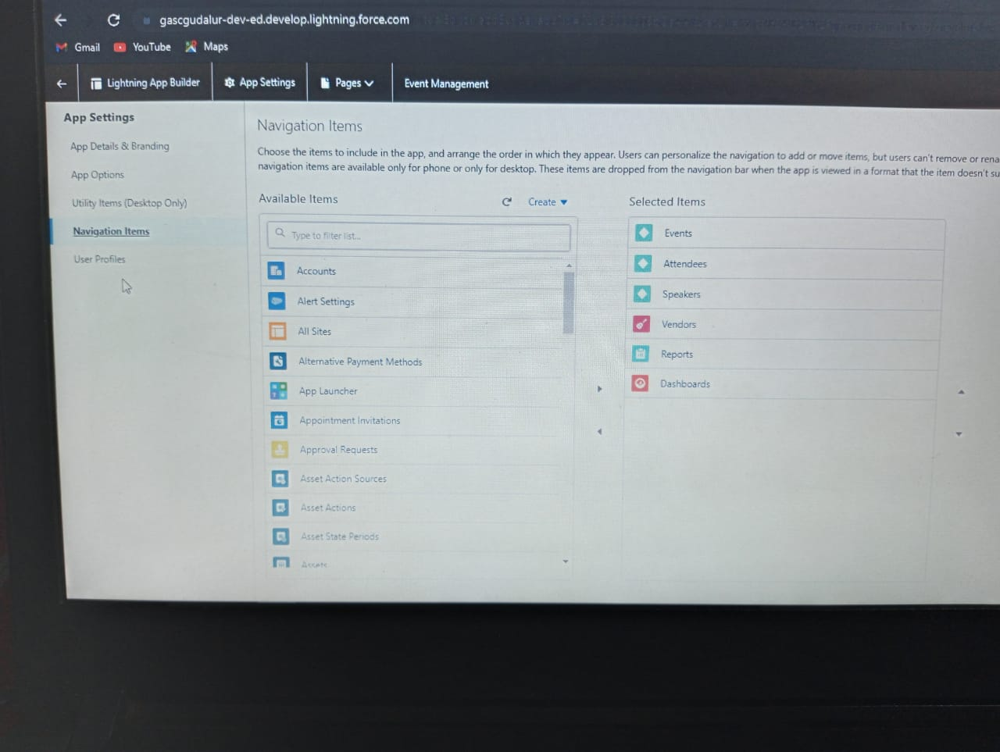 gascgudalur-dev-ed.develop.lightning.force.com
Gmail YouTube Maps
Lightning App Builder App Settings Pages Event Management
App Settings
App Details & Branding
App Options
Utility Items (Desktop Only)
Navigation Items
User Profiles
Navigation Items
Choose the items to include in the app, and arrange the order in which they appear. Users can personalize the navigation to add or move items, but users can't remove or rena
navigation items are available only for phone or only for desktop. These items are dropped from the navigation bar when the app is viewed in a format that the item doesn't su
Available Items
Create
Type to filter list...
Accounts
Alert Settings
All Sites
Alternative Payment Methods
App Launcher
Appointment Invitations
Approval Requests
Asset Action Sources
Asset Actions
Asset State Periods
Assets
Selected Items
Events
Attendees
Speakers
Vendors
Reports
Dashboards